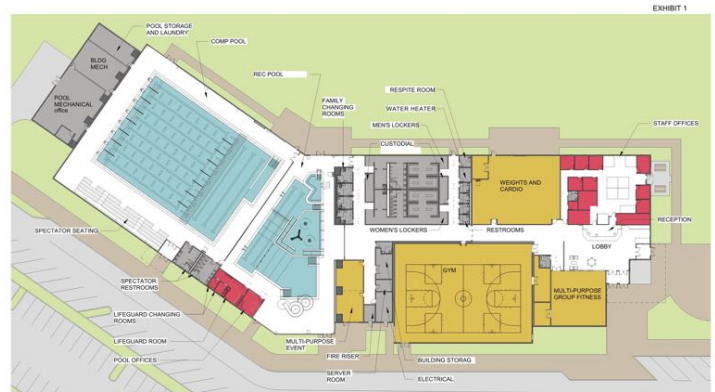 EXHIBIT 1
POOL STORAGE
AND LAUNDRY
COMP POOL
BLDG
MECH
REC POOL
POOL
MECHANICAL
office
RESPITE ROOM
FAMILY
CHANGING
ROOMS
WATER HEATER
MEN'S LOCKERS
STAFF OFFICES
CUSTODIAL
WEIGHTS AND
CARDIO
SPECTATOR SEATING
WOMEN'S LOCKERS
RESTROOMS
RECEPTION
LOBBY
SPECTATOR
RESTROOMS
GYM
MULTI-PURPOSE
GROUP FITNESS
LIFEGUARD CHANGING
ROOMS
LIFEGUARD ROOM
MULTI-PURPOSE
EVENT
POOL OFFICES
FIRE RISER
BUILDING STORAG
SERVER
ROOM
ELECTRICAL